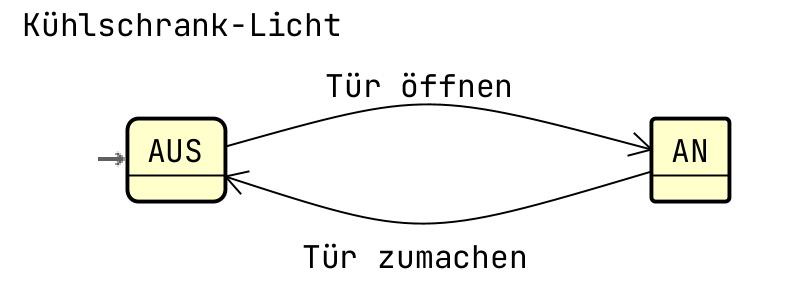 Kühlschrank-Licht
Tür öffnen
AUS
AN
Tür zumachen